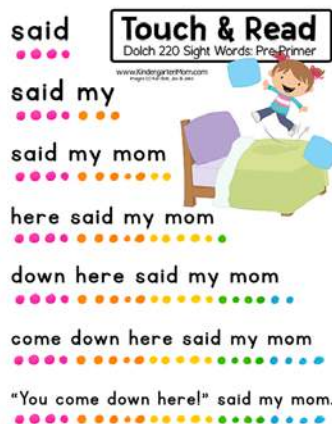 said
Touch & Read
Dolch 220 Sight Words: Pre-Primer
www.KindergartenMom.com
said my
said my mom
here said my mom
down here said my mom
come down here said my mom
“You come down here!” said my mom.